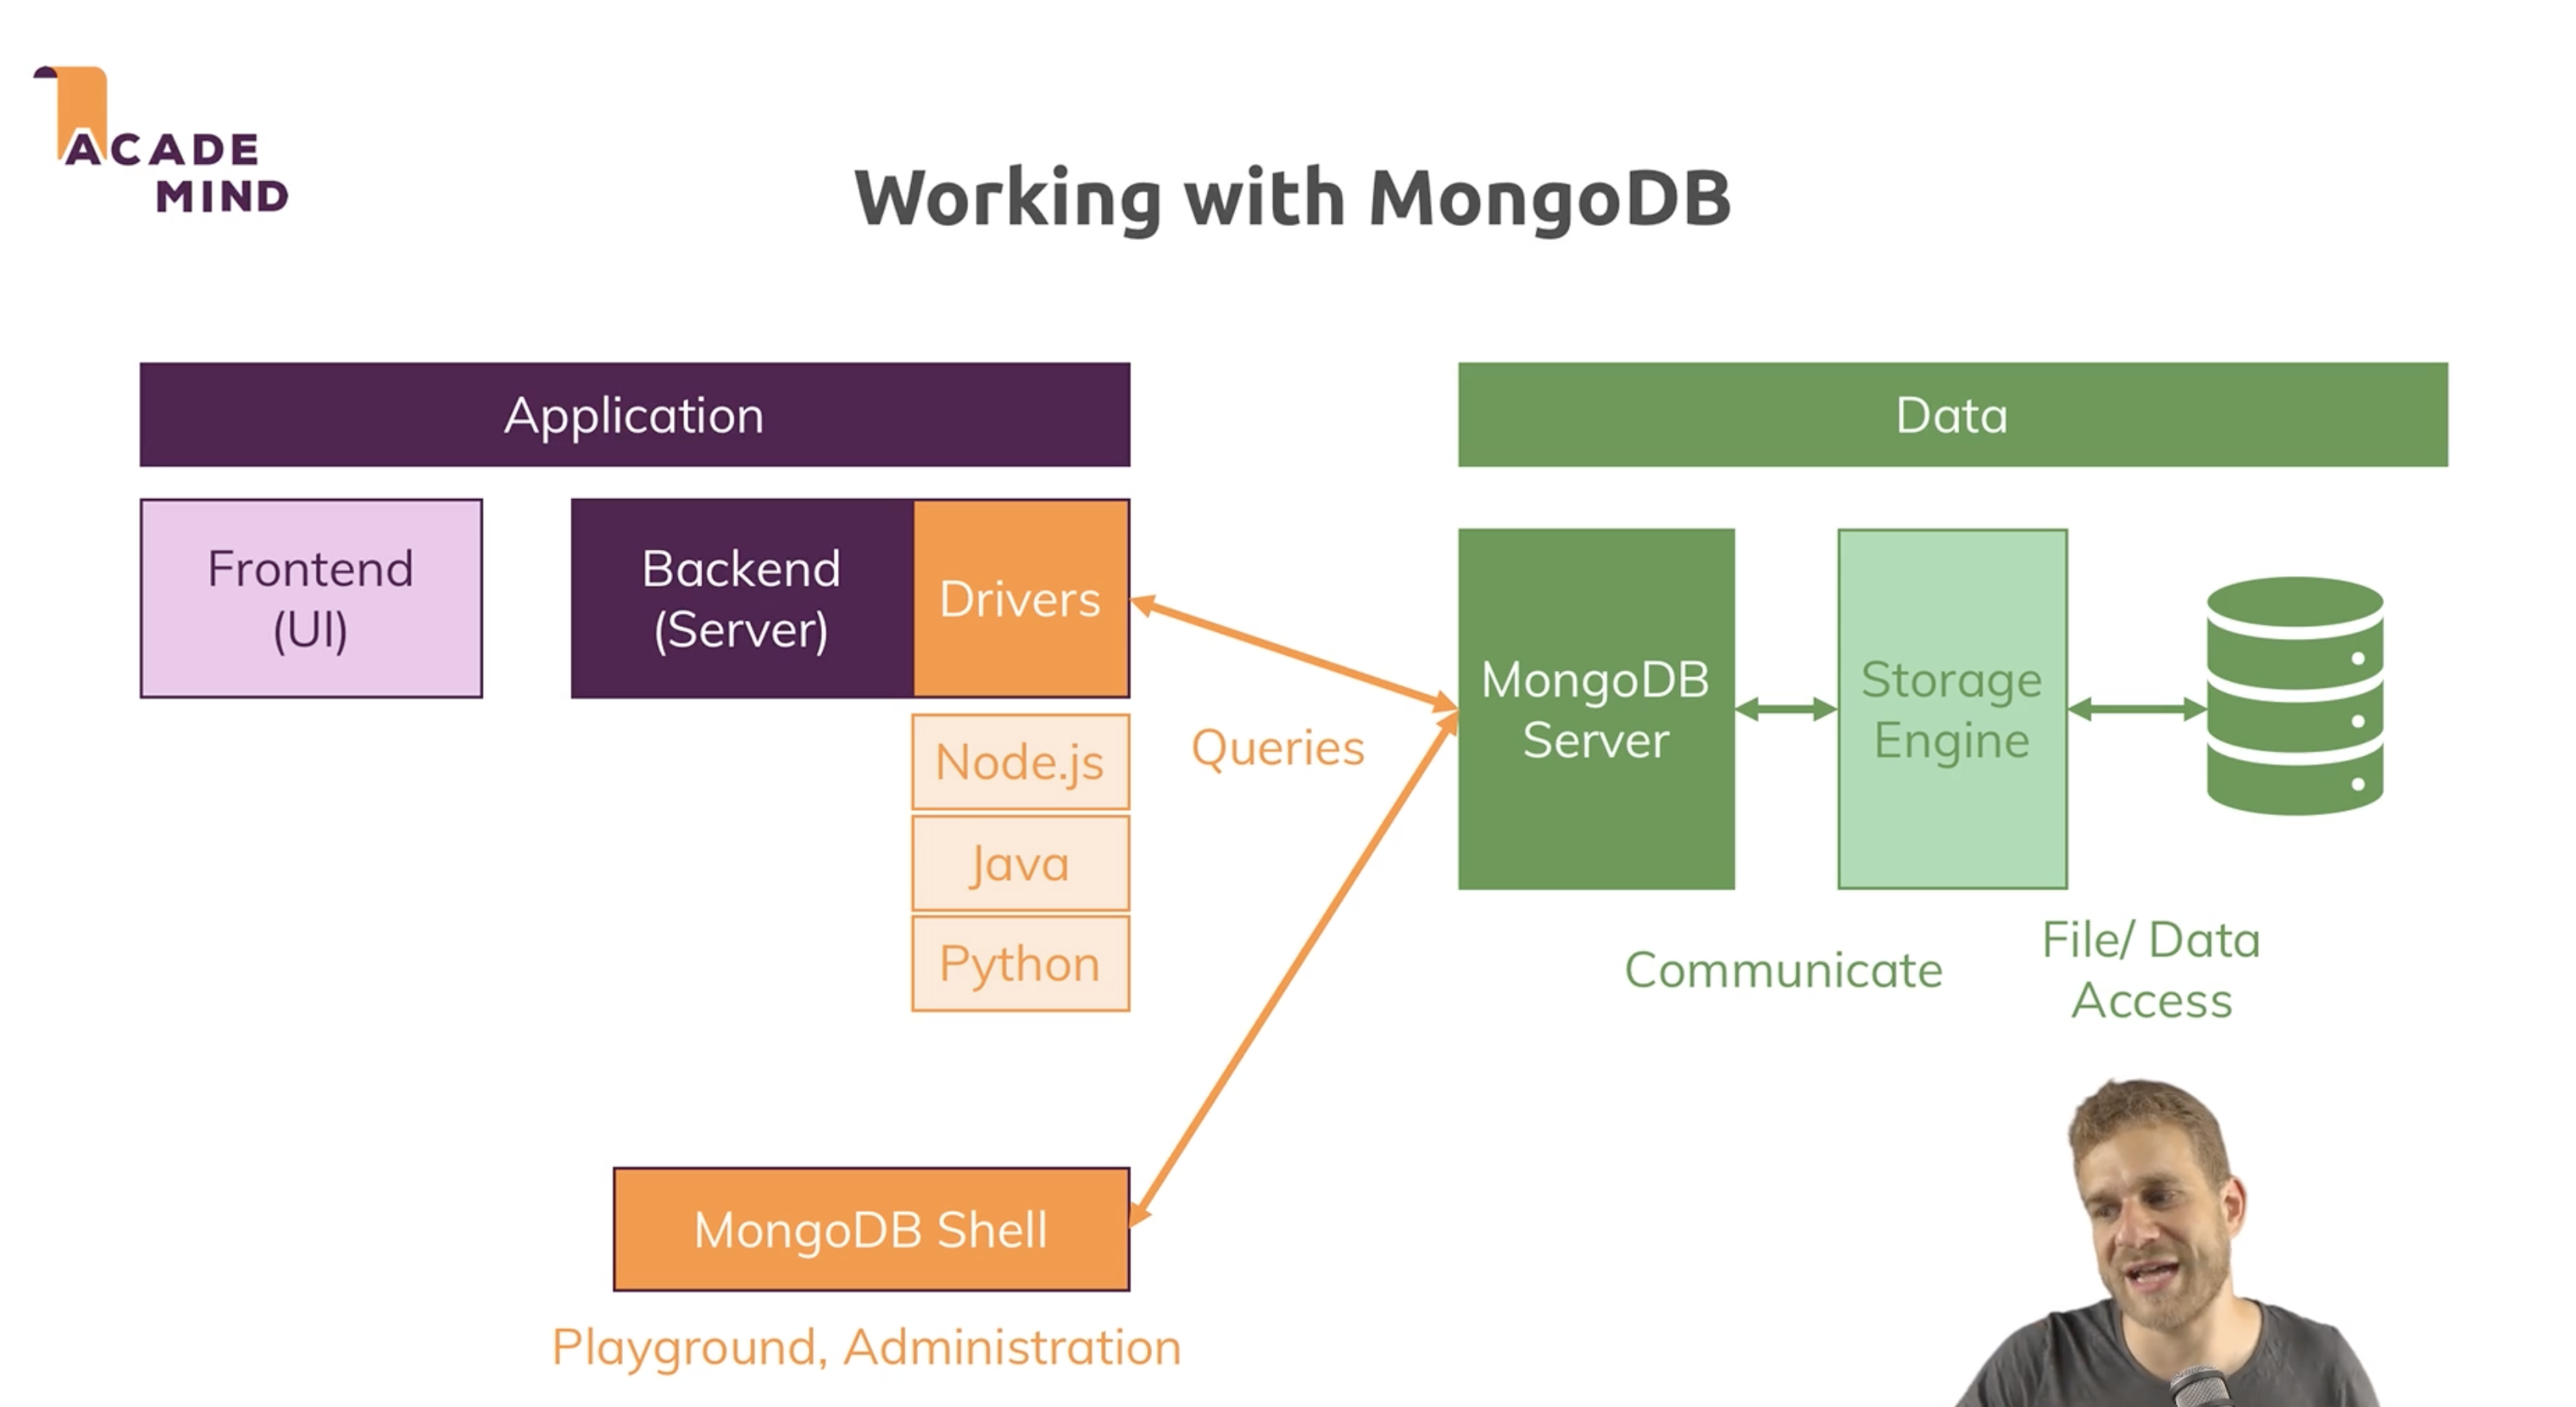 ACADE
MIND
Working with MongoDB
Application
Data
Frontend
(UI)
Backend
(Server)
Drivers
Node.js
Java
Python
Queries
MongoDB
Server
Storage
Engine
Communicate
File/ Data
Access
MongoDB Shell
Playground, Administration